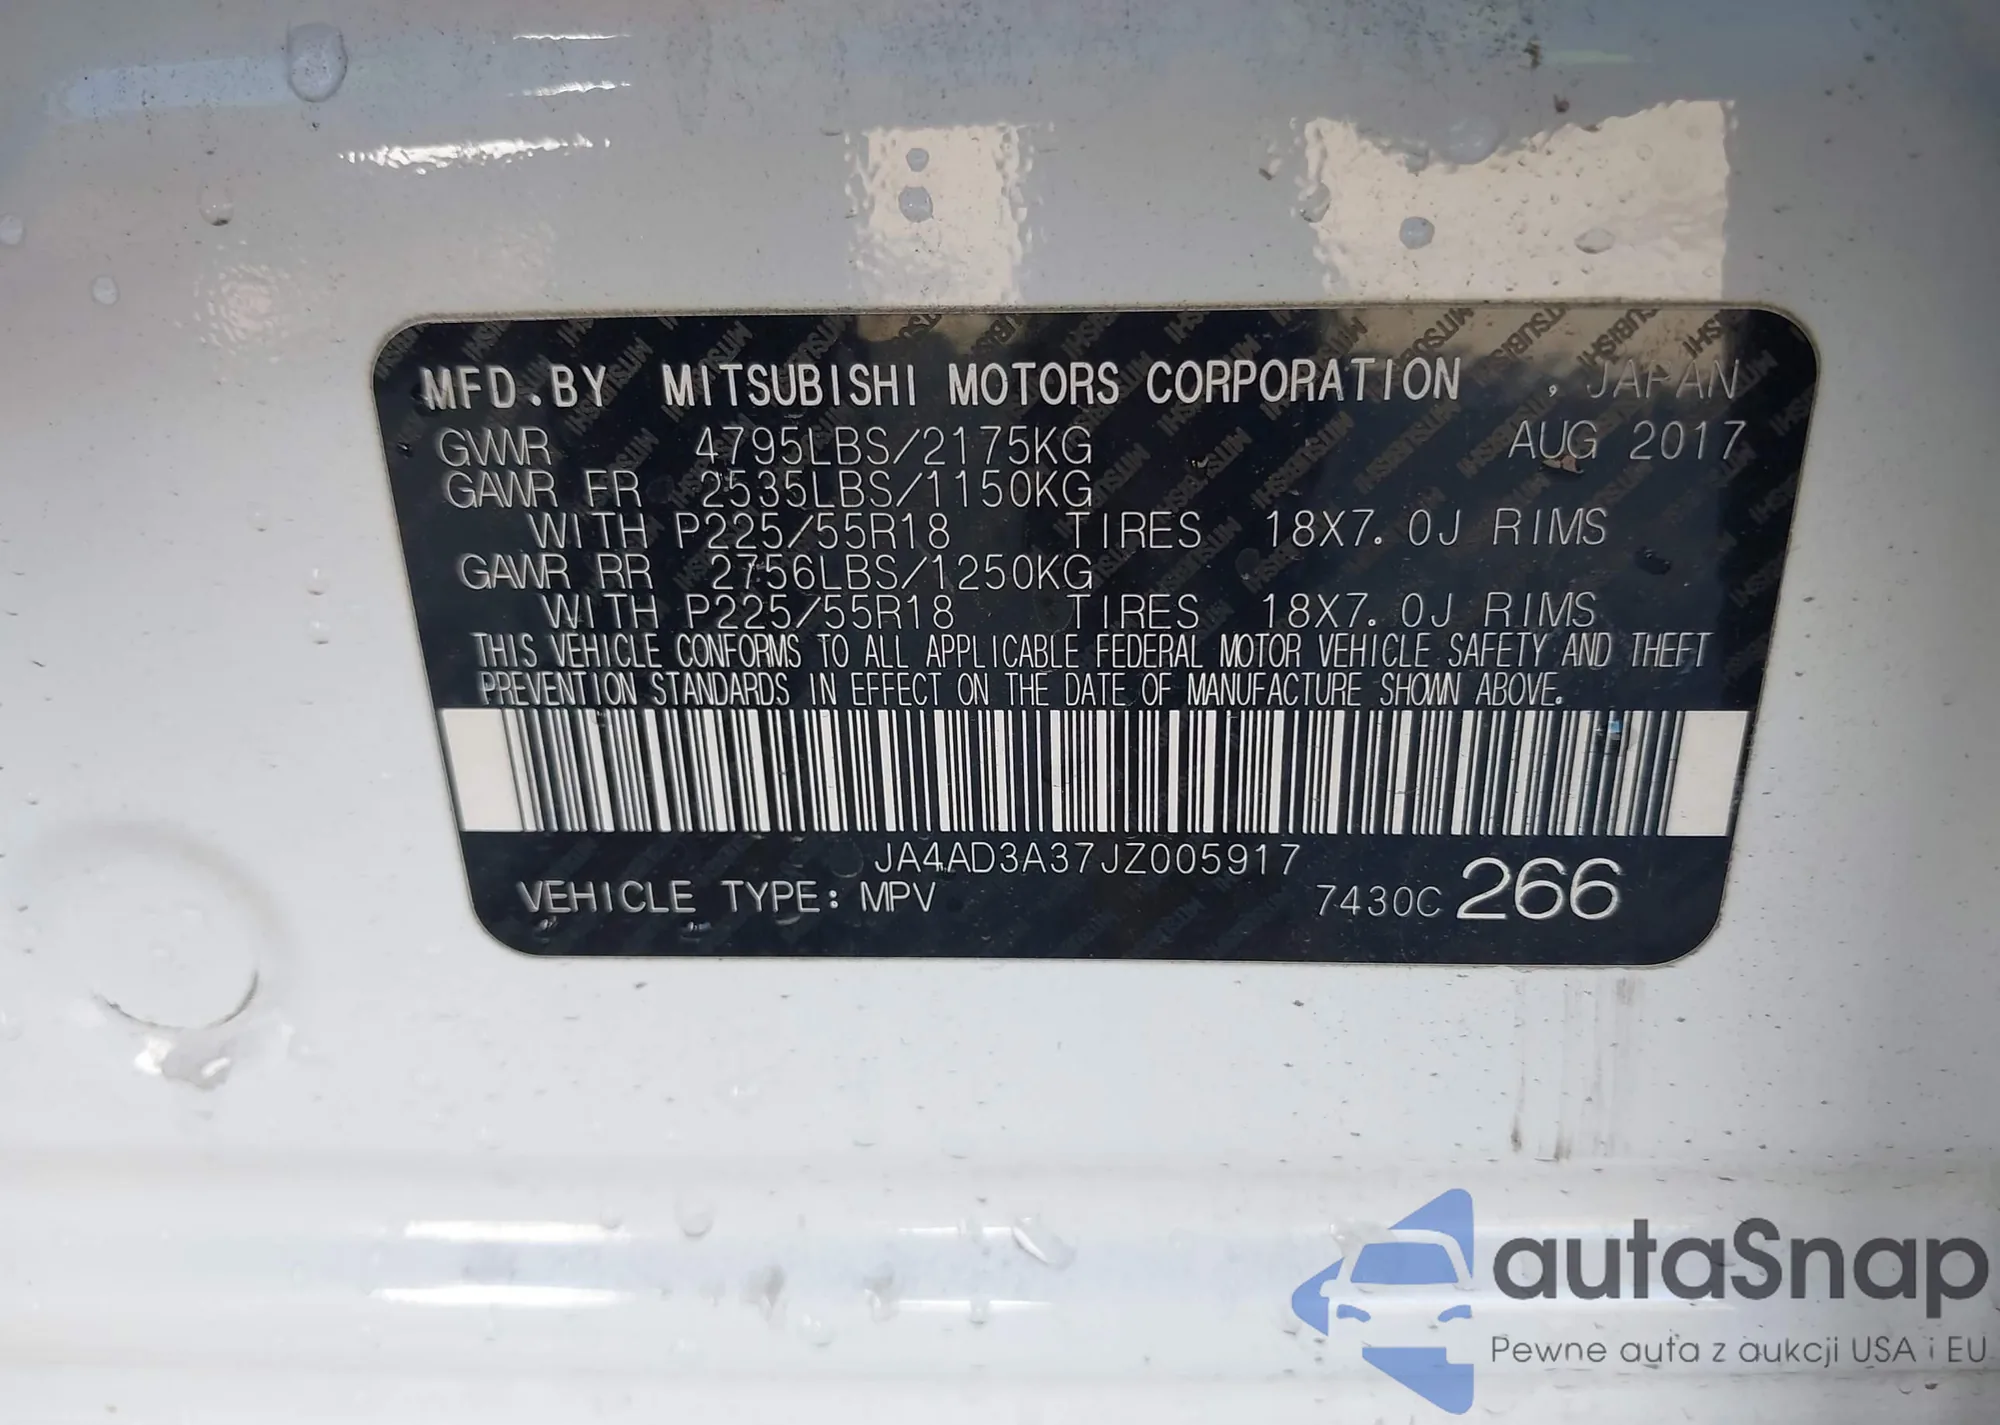 MFD.BY MITSUBISHI MOTORS CORPORATION , JAPAN
GVWR 4795LBS/2175KG AUG 2017
GAWR FR 2535LBS/1150KG
WITH P225/55R18 TIRES 18X7.0J RIMS
GAWR RR 2756LBS/1250KG
WITH P225/55R18 TIRES 18X7.0J RIMS
THIS VEHICLE CONFORMS TO ALL APPLICABLE FEDERAL MOTOR VEHICLE SAFETY AND THEFT
PREVENTION STANDARDS IN EFFECT ON THE DATE OF MANUFACTURE SHOWN ABOVE.
JA4AD3A37JZ005917
VEHICLE TYPE: MPV 7430C 266
autaSnap
Pewne auta z aukcji USA i EU